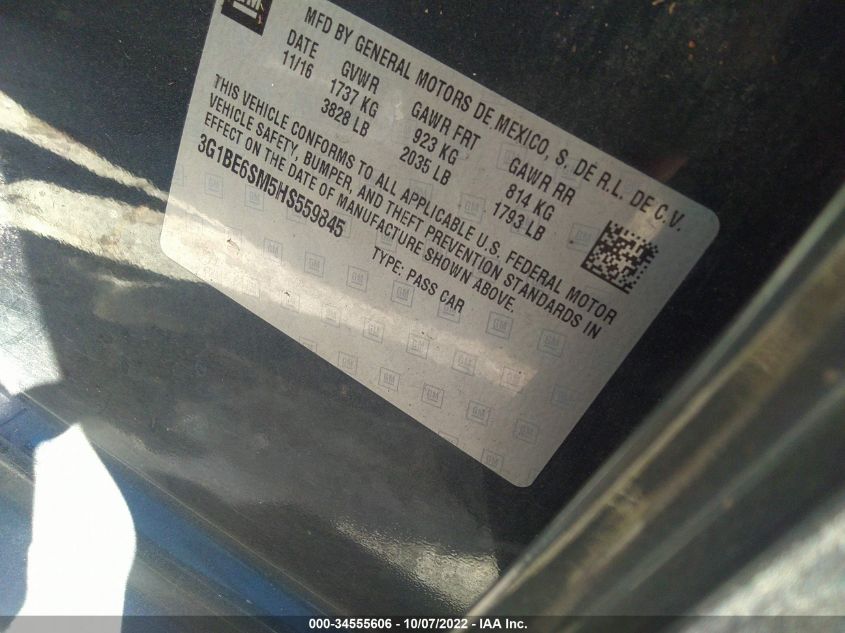 GM
MFD BY GENERAL MOTORS DE MEXICO, S. DE R.L. DE C.V.
DATE GVWR GAWR FRT GAWR RR
11/16 1737 KG 923 KG 814 KG
3828 LB 2035 LB 1793 LB
THIS VEHICLE CONFORMS TO ALL APPLICABLE U.S. FEDERAL MOTOR
VEHICLE SAFETY, BUMPER, AND THEFT PREVENTION STANDARDS IN
EFFECT ON THE DATE OF MANUFACTURE SHOWN ABOVE.
3G1BE6SM5HS559845 TYPE: PASS CAR
000-34555606 - 10/07/2022 - IAA Inc.